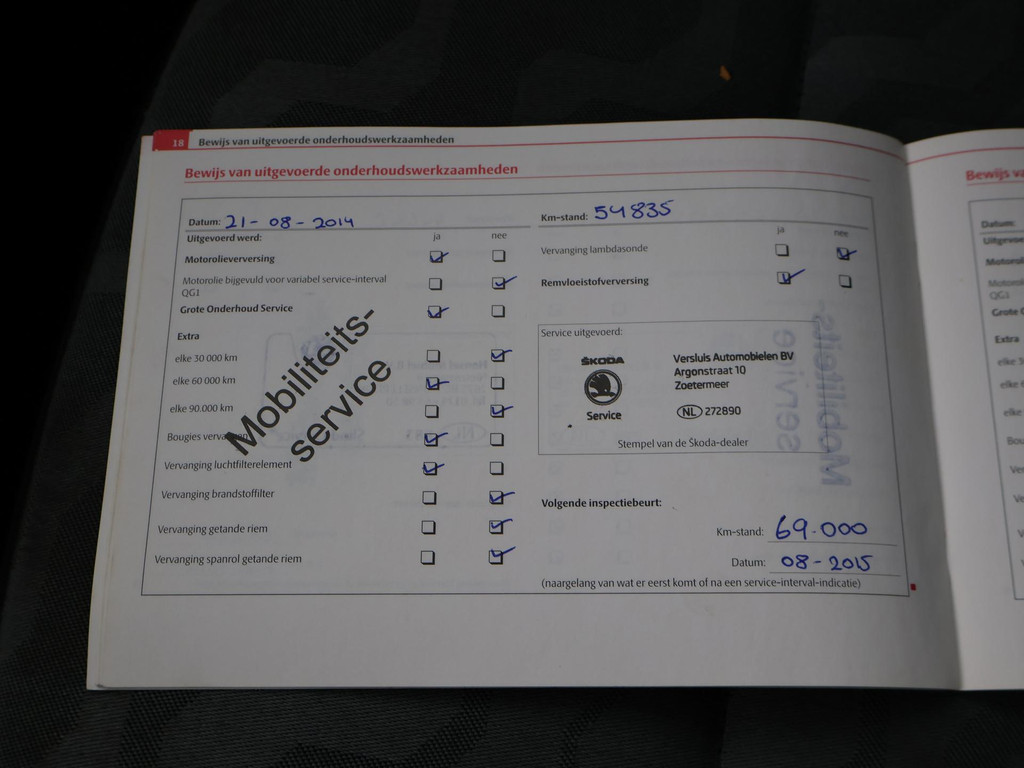 18 Bewijs van uitgevoerde onderhoudswerkzaamheden
Bewijs van uitgevoerde onderhoudswerkzaamheden
Datum: 21-08-2014
Uitgevoerd werd: ja nee
Motorolieverversing
Motorolie bijgevuld voor variabel service-interval
QG1
Grote Onderhoud Service
Extra
elke 30 000 km
elke 60 000 km
elke 90.000 km
Bougies
Vervanging luchtfilterelement
Vervanging brandstoffilter
Vervanging getande riem
Vervanging spanrol getande riem
Mobiliteits-
service
Km-stand: 54835
ja nee
Vervanging lambdasonde
Remvloeistofverversing
Service uitgevoerd:
ŠKODA
Service
Versluis Automobielen BV
Argonstraat 10
Zoetermeer
NL 272890
Stempel van de Škoda-dealer
Volgende inspectiebeurt:
Km-stand: 69.000
Datum: 08-2015
(naargelang van wat er eerst komt of na een service-interval-indicatie)
Bewijs
Datum:
Extra
elke
elke